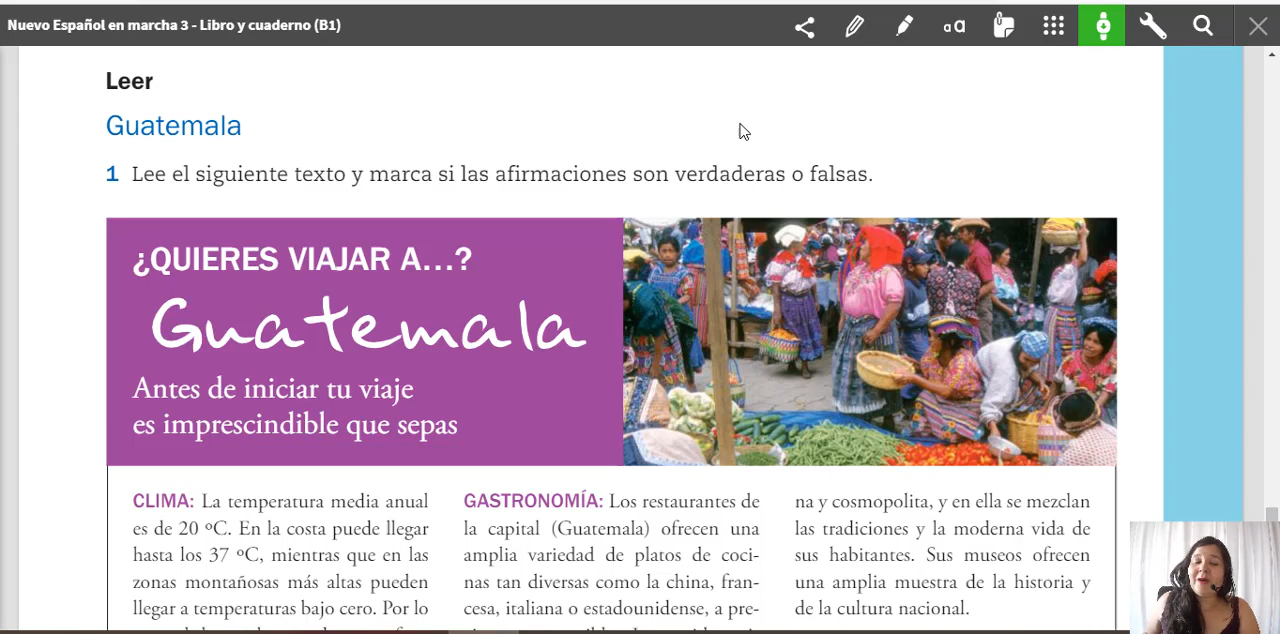 Nuevo Español en marcha 3 - Libro y cuaderno (B1)
aa
Leer
Guatemala
1 Lee el siguiente texto y marca si las afirmaciones son verdaderas o falsas.
¿QUIERES VIAJAR A...?
Guatemala
Antes de iniciar tu viaje
es imprescindible que sepas
CLIMA: La temperatura media anual
es de 20 ºC. En la costa puede llegar
hasta los 37 ºC, mientras que en las
zonas montañosas más altas pueden
llegar a temperaturas bajo cero. Por lo
GASTRONOMÍA: Los restaurantes de
la capital (Guatemala) ofrecen una
amplia variedad de platos de coci-
nas tan diversas como la china, fran-
cesa, italiana o estadounidense, a pre-
na y cosmopolita, y en ella se mezclan
las tradiciones y la moderna vida de
sus habitantes. Sus museos ofrecen
una amplia muestra de la historia y
de la cultura nacional.